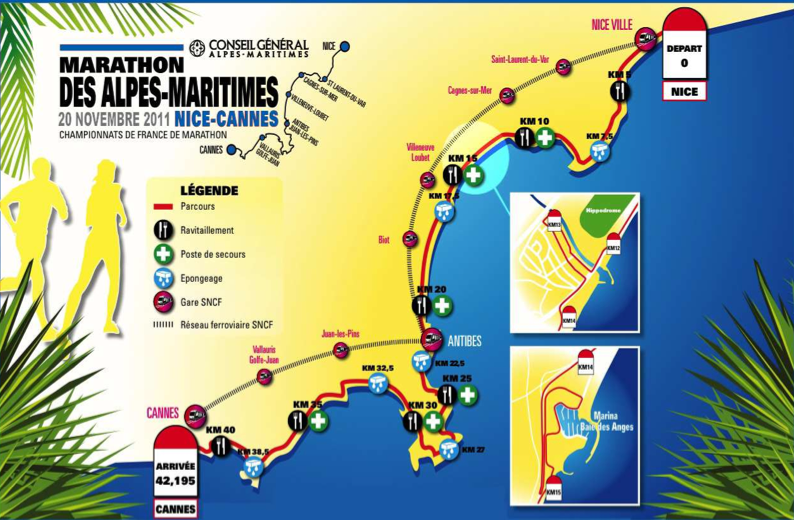 CONSEIL GÉNÉRAL
ALPES-MARITIMES
MARATHON
DES ALPES-MARITIMES
20 NOVEMBRE 2011 NICE-CANNES
CHAMPIONNATS DE FRANCE DE MARATHON
NICE
ST LAURENT-DU-VAR
CAGNES-SUR-MER
VILLENEUVE-LOUBET
ANTIBES
JUAN-LES-PINS
VALLAURIS
GOLFE-JUAN
CANNES
LÉGENDE
Parcours
Ravitaillement
Poste de secours
Epongeage
Gare SNCF
Réseau ferroviaire SNCF
NICE VILLE
DEPART
0
NICE
Saint-Laurent-du-Var
Cagnes-sur-Mer
Villeneuve
Loubet
Biot
ANTIBES
Juan-les-Pins
Vallauris
Golfe-Juan
CANNES
KM 5
KM 7,5
KM 10
KM 15
KM 17,5
KM 20
KM 22,5
KM 25
KM 27
KM 30
KM 32,5
KM 35
KM 38,5
KM 40
ARRIVÉE
42,195
CANNES
Hippodrome
KM13
KM12
KM14
KM14
Marina
Baie des Anges
KM15